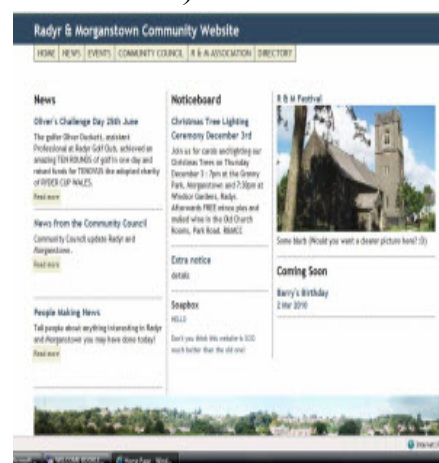 Radyr & Morganstown Community Website
HOME NEWS EVENTS COMMUNITY COUNCIL R & M ASSOCIATION DIRECTORY
News
Oliver's Challenge Day 25th June
The golfer Oliver Duckett, assistant
Professional at Radyr Golf Club, achieved an
amazing TEN ROUNDS of golf in one day and
raised funds for TENOVUS the adopted charity
of RYDER CUP WALES.
Read more
News from the Community Council
Community Council update Radyr and
Morganstown.
Read more
People Making News
Tell people about anything interesting in Radyr
and Morganstown you may have done today!
Read more
Noticeboard
Christmas Tree Lighting
Ceremony December 3rd
Join us for carols and lighting our
Christmas Trees on Thursday
December 3 : 7pm at the Granny
Park, Morganstown and 7:30pm at
Windsor Gardens, Radyr.
Afterwards FREE mince pies and
mulled wine in the Old Church
Rooms, Park Road. R&MCC
Extra notice
details
Soapbox
HELLO
Don't you think this website is SOO
much better than the old one!
R & M Festival
Some blurb (Would you want a clearer picture here? :D)
Coming Soon
Barry's Birthday
2 Mar 2010
Internet
WELCOME BOOKL...
Home Page - Wind...